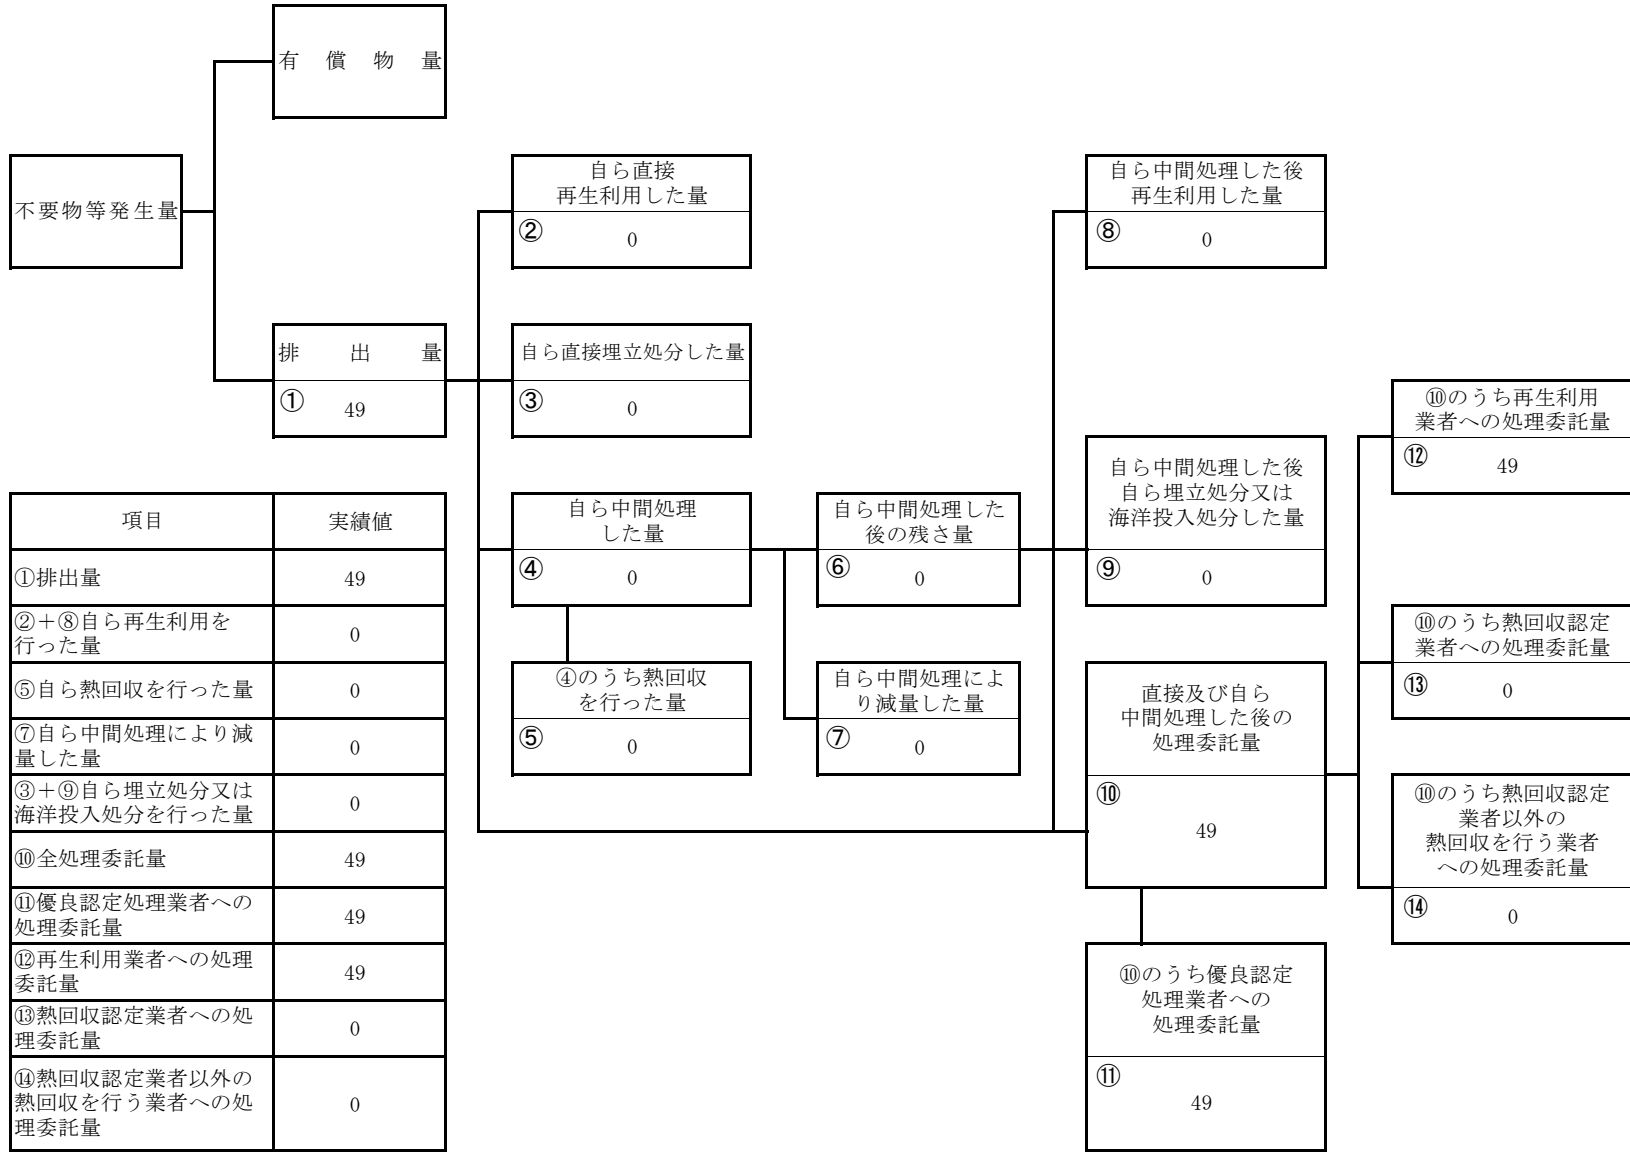 有償物量
不要物等発生量
排出量
① 49
自ら直接
再生利用した量
② 0
自ら直接埋立処分した量
③ 0
自ら中間処理
した量
④ 0
④のうち熱回収
を行った量
⑤ 0
自ら中間処理した
後の残さ量
⑥ 0
自ら中間処理によ
り減量した量
⑦ 0
自ら中間処理した後
再生利用した量
⑧ 0
自ら中間処理した後
自ら埋立処分又は
海洋投入処分した量
⑨ 0
直接及び自ら
中間処理した後の
処理委託量
⑩
49
⑩のうち優良認定
処理業者への
処理委託量
⑪
49
⑩のうち再生利用
業者への処理委託量
⑫ 49
⑩のうち熱回収認定
業者への処理委託量
⑬ 0
⑩のうち熱回収認定
業者以外の
熱回収を行う業者
への処理委託量
⑭ 0
項目 実績値
①排出量 49
②＋⑧自ら再生利用を
行った量 0
⑤自ら熱回収を行った量 0
⑦自ら中間処理により減
量した量 0
③＋⑨自ら埋立処分又は
海洋投入処分を行った量 0
⑩全処理委託量 49
⑪優良認定処理業者への
処理委託量 49
⑫再生利用業者への処理
委託量 49
⑬熱回収認定業者への処
理委託量 0
⑭熱回収認定業者以外の
熱回収を行う業者への処
理委託量 0